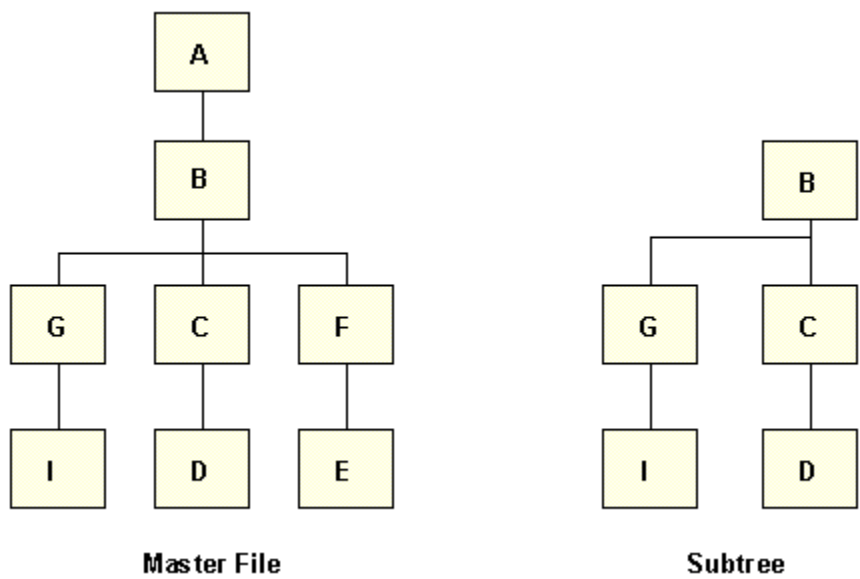 A
B
B
G C F G C
I D E I D
Master File Subtree